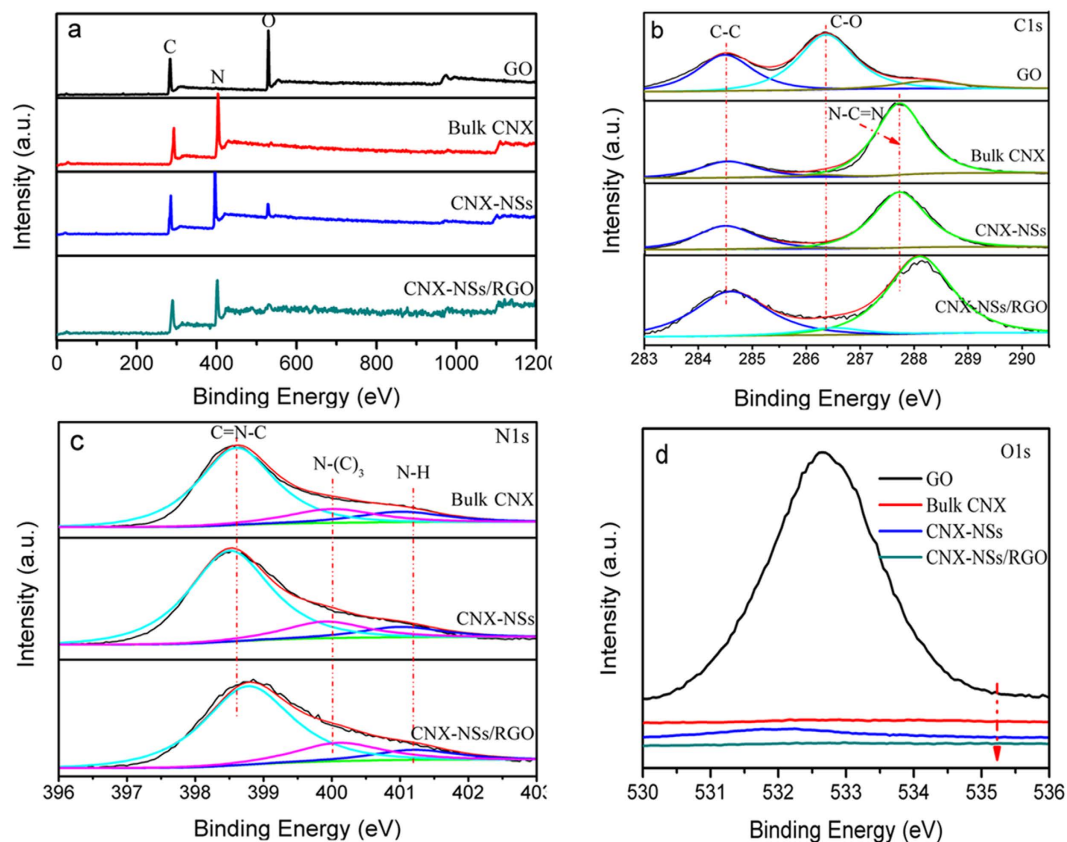 a
C
N
O
GO
Bulk CNX
CNX-NSs
CNX-NSs/RGO
Intensity (a.u.)
0 200 400 600 800 1000 1200
Binding Energy (eV)
b
C-C
C-O
C1s
GO
N-C=N
Bulk CNX
CNX-NSs
CNX-NSs/RGO
Intensity (a.u.)
283 284 285 286 287 288 289 290
Binding Energy (eV)
c
C=N-C
N-(C)3
N-H
N1s
Bulk CNX
CNX-NSs
CNX-NSs/RGO
Intensity (a.u.)
396 397 398 399 400 401 402 403
Binding Energy (eV)
d
O1s
GO
Bulk CNX
CNX-NSs
CNX-NSs/RGO
Intensity (a.u.)
530 531 532 533 534 535 536
Binding Energy (eV)